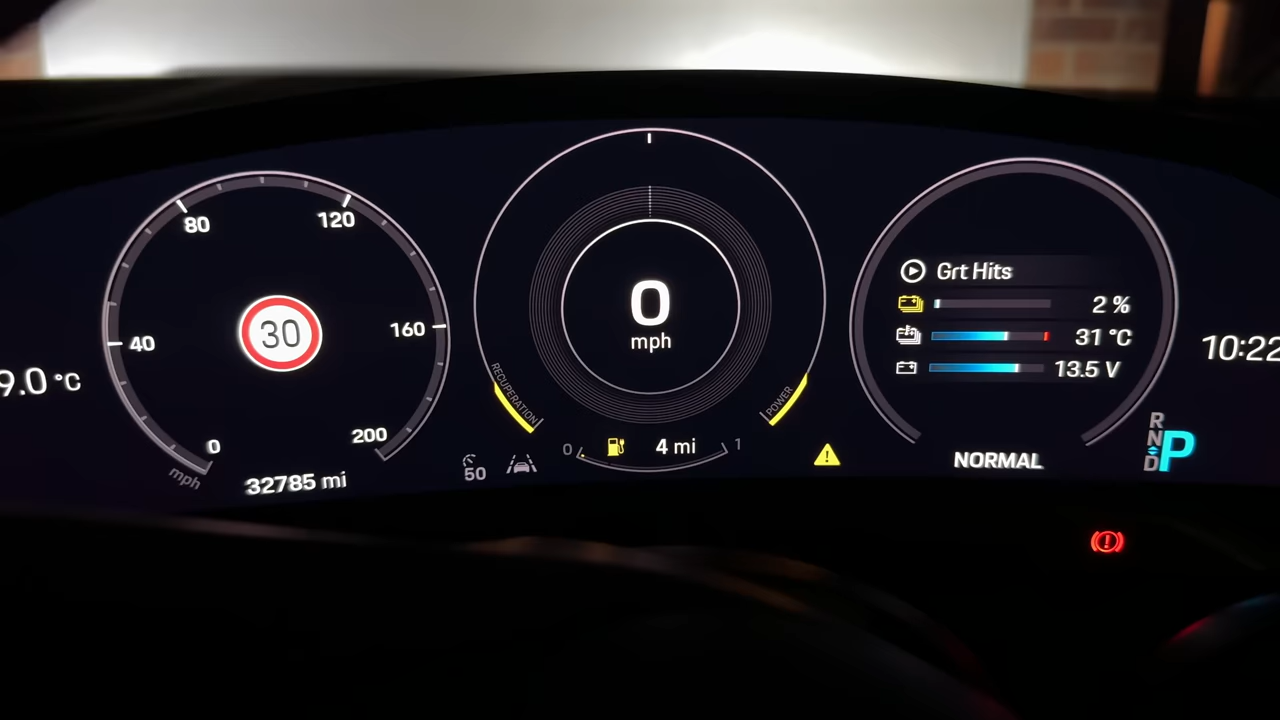 9.0 °C
80
120
40
160
0
200
mph
32785 mi
30
0
mph
RECUPERATION
POWER
50
0
4 mi
1
Grt Hits
2 %
31 °C
13.5 V
NORMAL
10:22
R
N
D
P